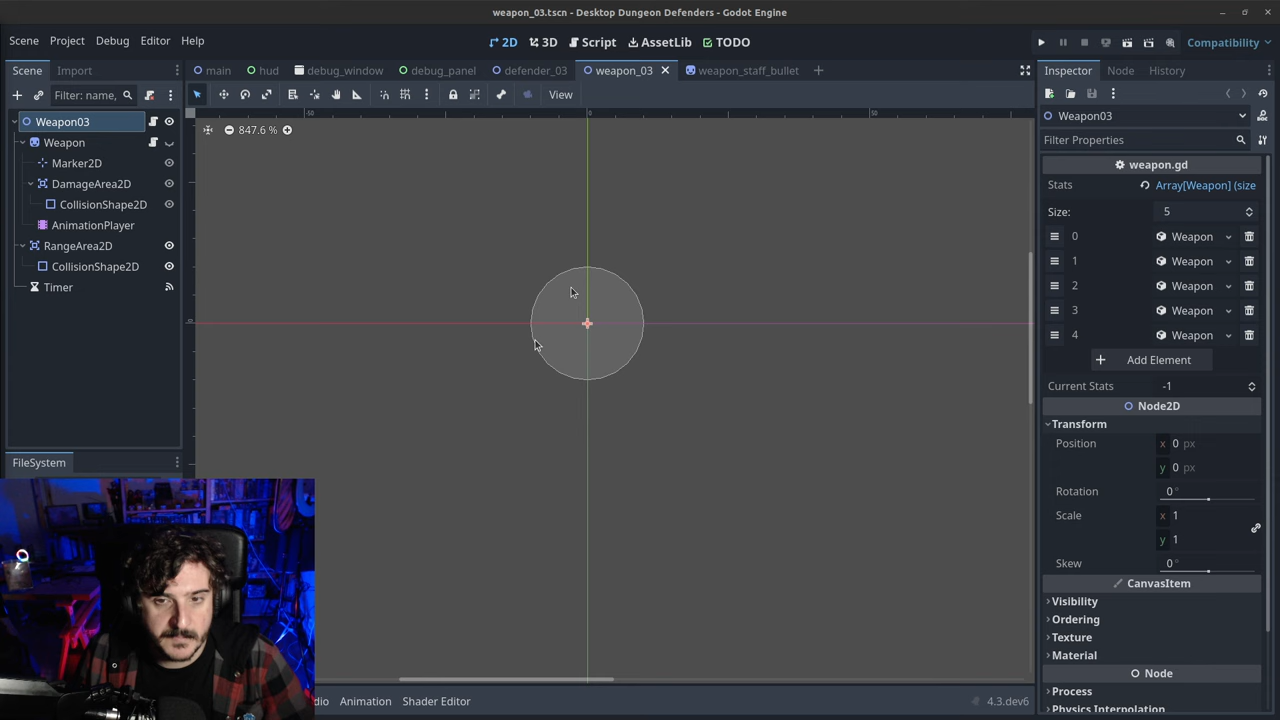 weapon_03.tscn - Desktop Dungeon Defenders - Godot Engine
Scene Project Debug Editor Help
2D 3D Script AssetLib TODO
Compatibility
Scene Import
main hud debug_window debug_panel defender_03 weapon_03 weapon_staff_bullet
Inspector Node History
Filter: name,
View
Weapon03
Weapon
Marker2D
DamageArea2D
CollisionShape2D
AnimationPlayer
RangeArea2D
CollisionShape2D
Timer
FileSystem
-50 0 50
847.6 %
0
Weapon03
Filter Properties
weapon.gd
Stats Array[Weapon] (size
Size: 5
0 Weapon
1 Weapon
2 Weapon
3 Weapon
4 Weapon
Add Element
Current Stats -1
Node2D
Transform
Position x 0 px
y 0 px
Rotation 0 °
Scale x 1
y 1
Skew 0 °
CanvasItem
Visibility
Ordering
Texture
Material
Node
Process
Physics Interpolation
dio Animation Shader Editor
4.3.dev6